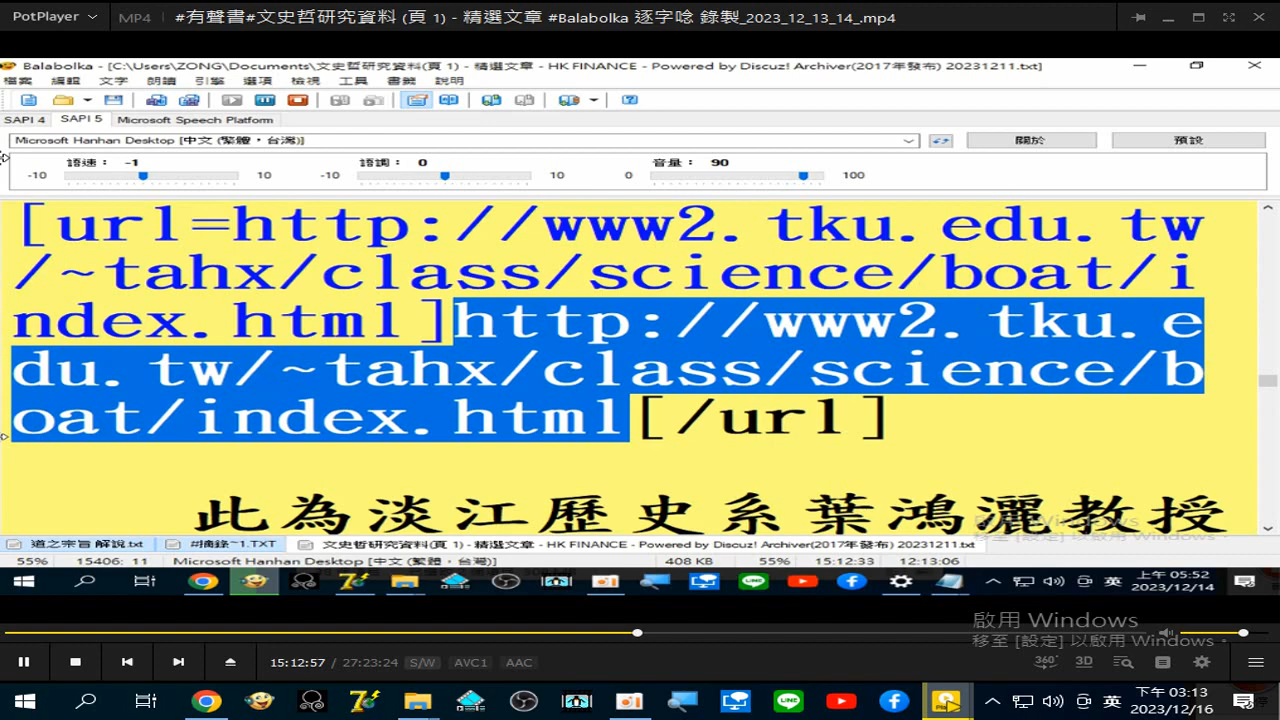 PotPlayer MP4 #有聲書#文史哲研究資料 (頁 1) - 精選文章 #Balabolka 逐字唸 錄製_2023_12_13_14_.mp4
Balabolka - [C:\Users\ZONG\Documents\文史哲研究資料(頁 1) - 精選文章 - HK FINANCE - Powered by Discuz! Archiver(2017年發布) 20231211.txt]
檔案 編輯 文字 朗讀 引擎 選項 檢視 工具 書籤 說明
SAPI 4 SAPI 5 Microsoft Speech Platform
Microsoft Hanhan Desktop [中文 (繁體，台灣)] 關於 預設
語速： -1 語調： 0 音量： 90
-10 10 -10 10 0 100
[url=http://www2.tku.edu.tw
/~tahx/class/science/boat/i
ndex.html]http://www2.tku.e
du.tw/~tahx/class/science/b
oat/index.html[/url]
此為淡江歷史系葉鴻灑教授
啟用 Windows
移至 [設定] 以啟用 Windows。
道之宗旨 解說.txt #摘錄~1.TXT 文史哲研究資料(頁 1) - 精選文章 - HK FINANCE - Powered by Discuz! Archiver(2017年發布) 20231211.txt
55% 15406: 11 Microsoft Hanhan Desktop [中文 (繁體，台灣)] 408 KB 55% 15:12:33 12:13:06
英 上午 05:52
2023/12/14
啟用 Windows
移至 [設定] 以啟用 Windows。
15:12:57 / 27:23:24 S/W AVC1 AAC 360° 3D
英 下午 03:13
2023/12/16